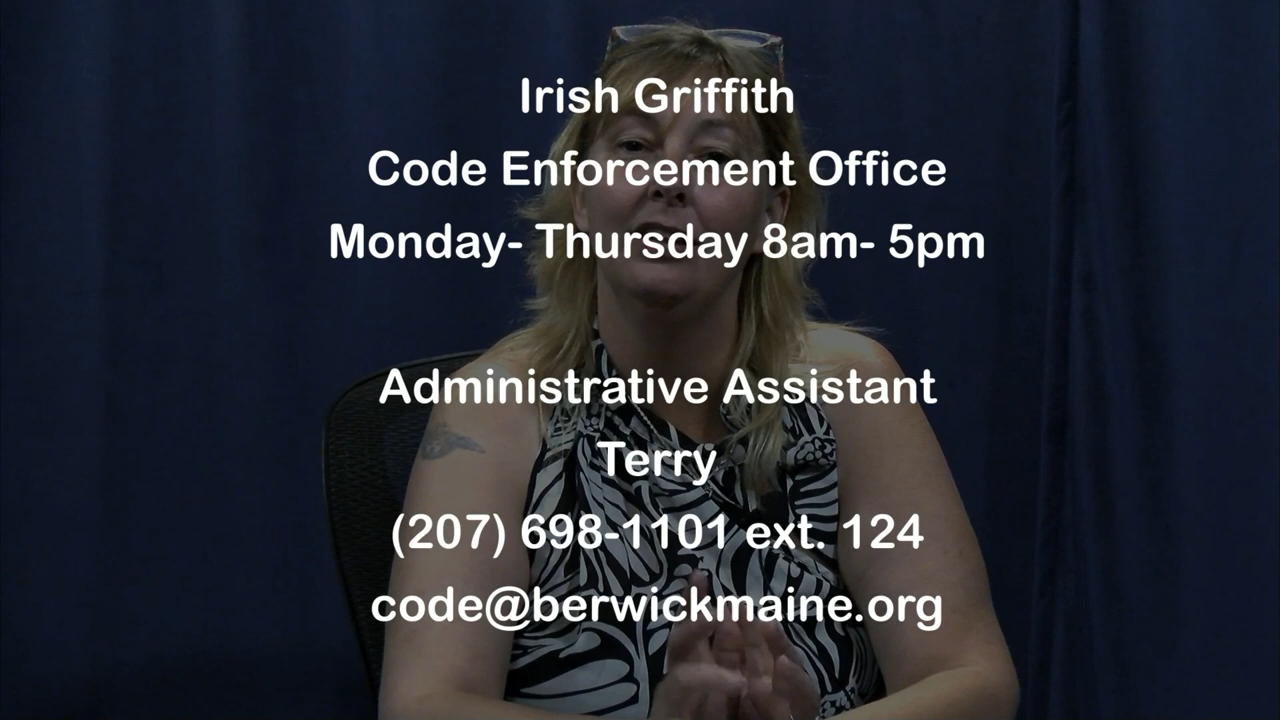 Irish Griffith
Code Enforcement Office
Monday- Thursday 8am- 5pm
Administrative Assistant
Terry
(207) 698-1101 ext. 124
code@berwickmaine.org